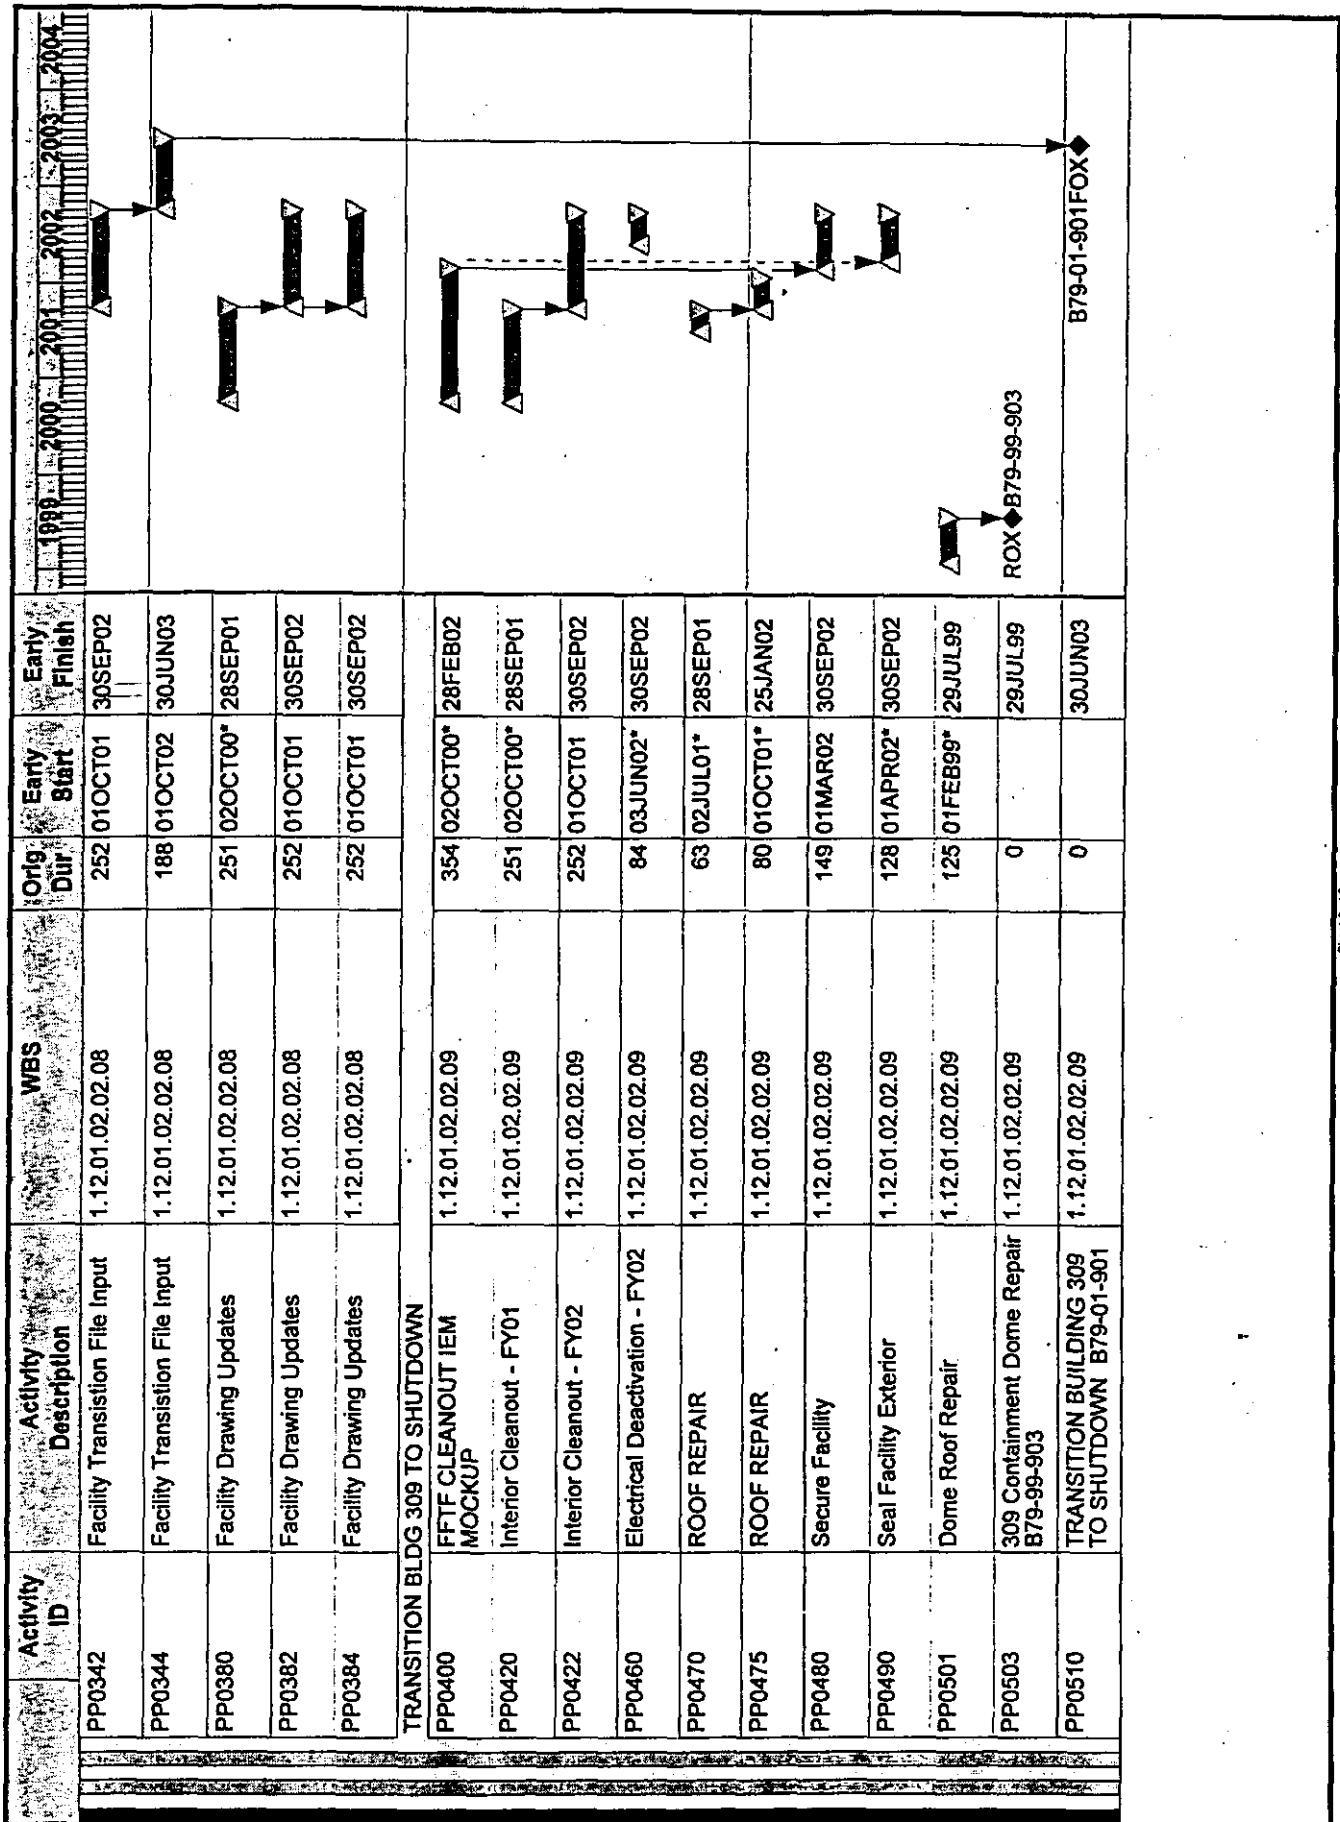 Activity ID Activity Description WBS Orig Dur Early Start Early Finish 1999 2000 2001 2002 2003 2004
PP0342 Facility Transistion File Input 1.12.01.02.02.08 252 01OCT01 30SEP02
PP0344 Facility Transistion File Input 1.12.01.02.02.08 188 01OCT02 30JUN03
PP0380 Facility Drawing Updates 1.12.01.02.02.08 251 02OCT00* 28SEP01
PP0382 Facility Drawing Updates 1.12.01.02.02.08 252 01OCT01 30SEP02
PP0384 Facility Drawing Updates 1.12.01.02.02.08 252 01OCT01 30SEP02
TRANSITION BLDG 309 TO SHUTDOWN
PP0400 FFTF CLEANOUT IEM MOCKUP 1.12.01.02.02.09 354 02OCT00* 28FEB02
PP0420 Interior Cleanout - FY01 1.12.01.02.02.09 251 02OCT00* 28SEP01
PP0422 Interior Cleanout - FY02 1.12.01.02.02.09 252 01OCT01 30SEP02
PP0460 Electrical Deactivation - FY02 1.12.01.02.02.09 84 03JUN02* 30SEP02
PP0470 ROOF REPAIR 1.12.01.02.02.09 63 02JUL01* 28SEP01
PP0475 ROOF REPAIR 1.12.01.02.02.09 80 01OCT01* 25JAN02
PP0480 Secure Facility 1.12.01.02.02.09 149 01MAR02 30SEP02
PP0490 Seal Facility Exterior 1.12.01.02.02.09 128 01APR02* 30SEP02
PP0501 Dome Roof Repair 1.12.01.02.02.09 125 01FEB99* 29JUL99
PP0503 309 Containment Dome Repair B79-99-903 1.12.01.02.02.09 0 29JUL99 ROX B79-99-903
PP0510 TRANSITION BUILDING 309 TO SHUTDOWN B79-01-901 1.12.01.02.02.09 0 30JUN03 B79-01-901FOX